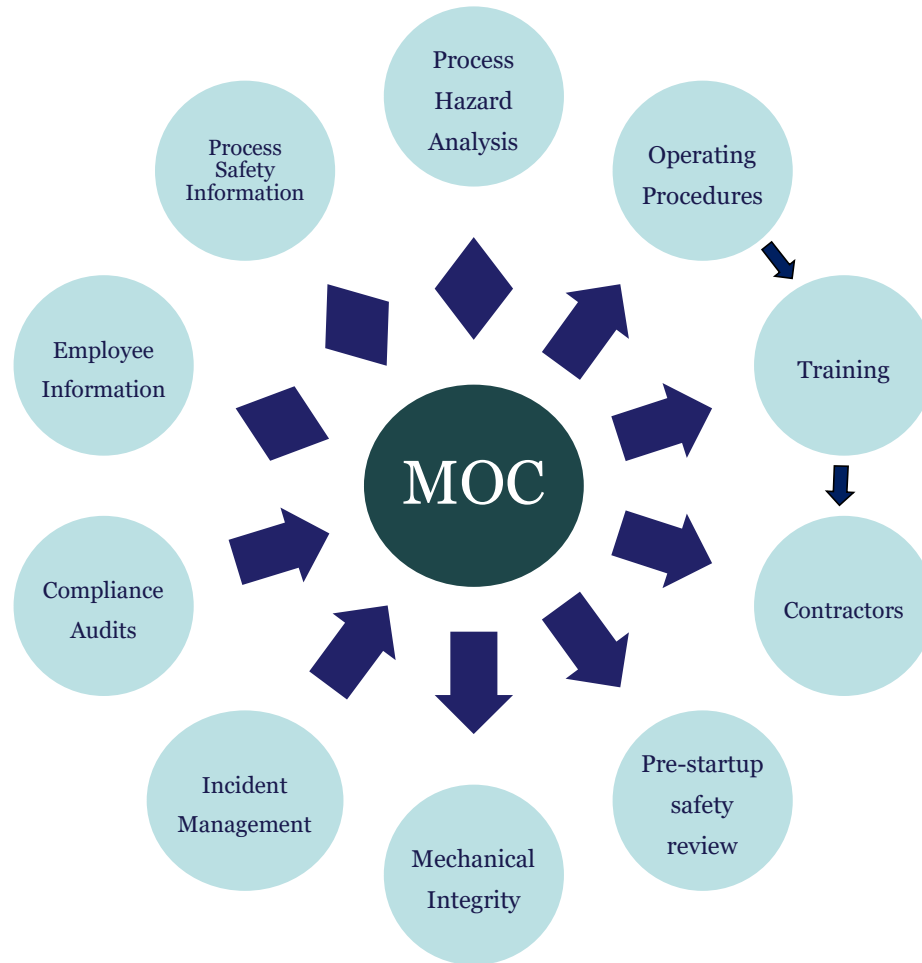 Process
Hazard
Analysis
Operating
Procedures
Training
Contractors
Pre-startup
safety
review
Mechanical
Integrity
Incident
Management
Compliance
Audits
Employee
Information
Process
Safety
Information
MOC